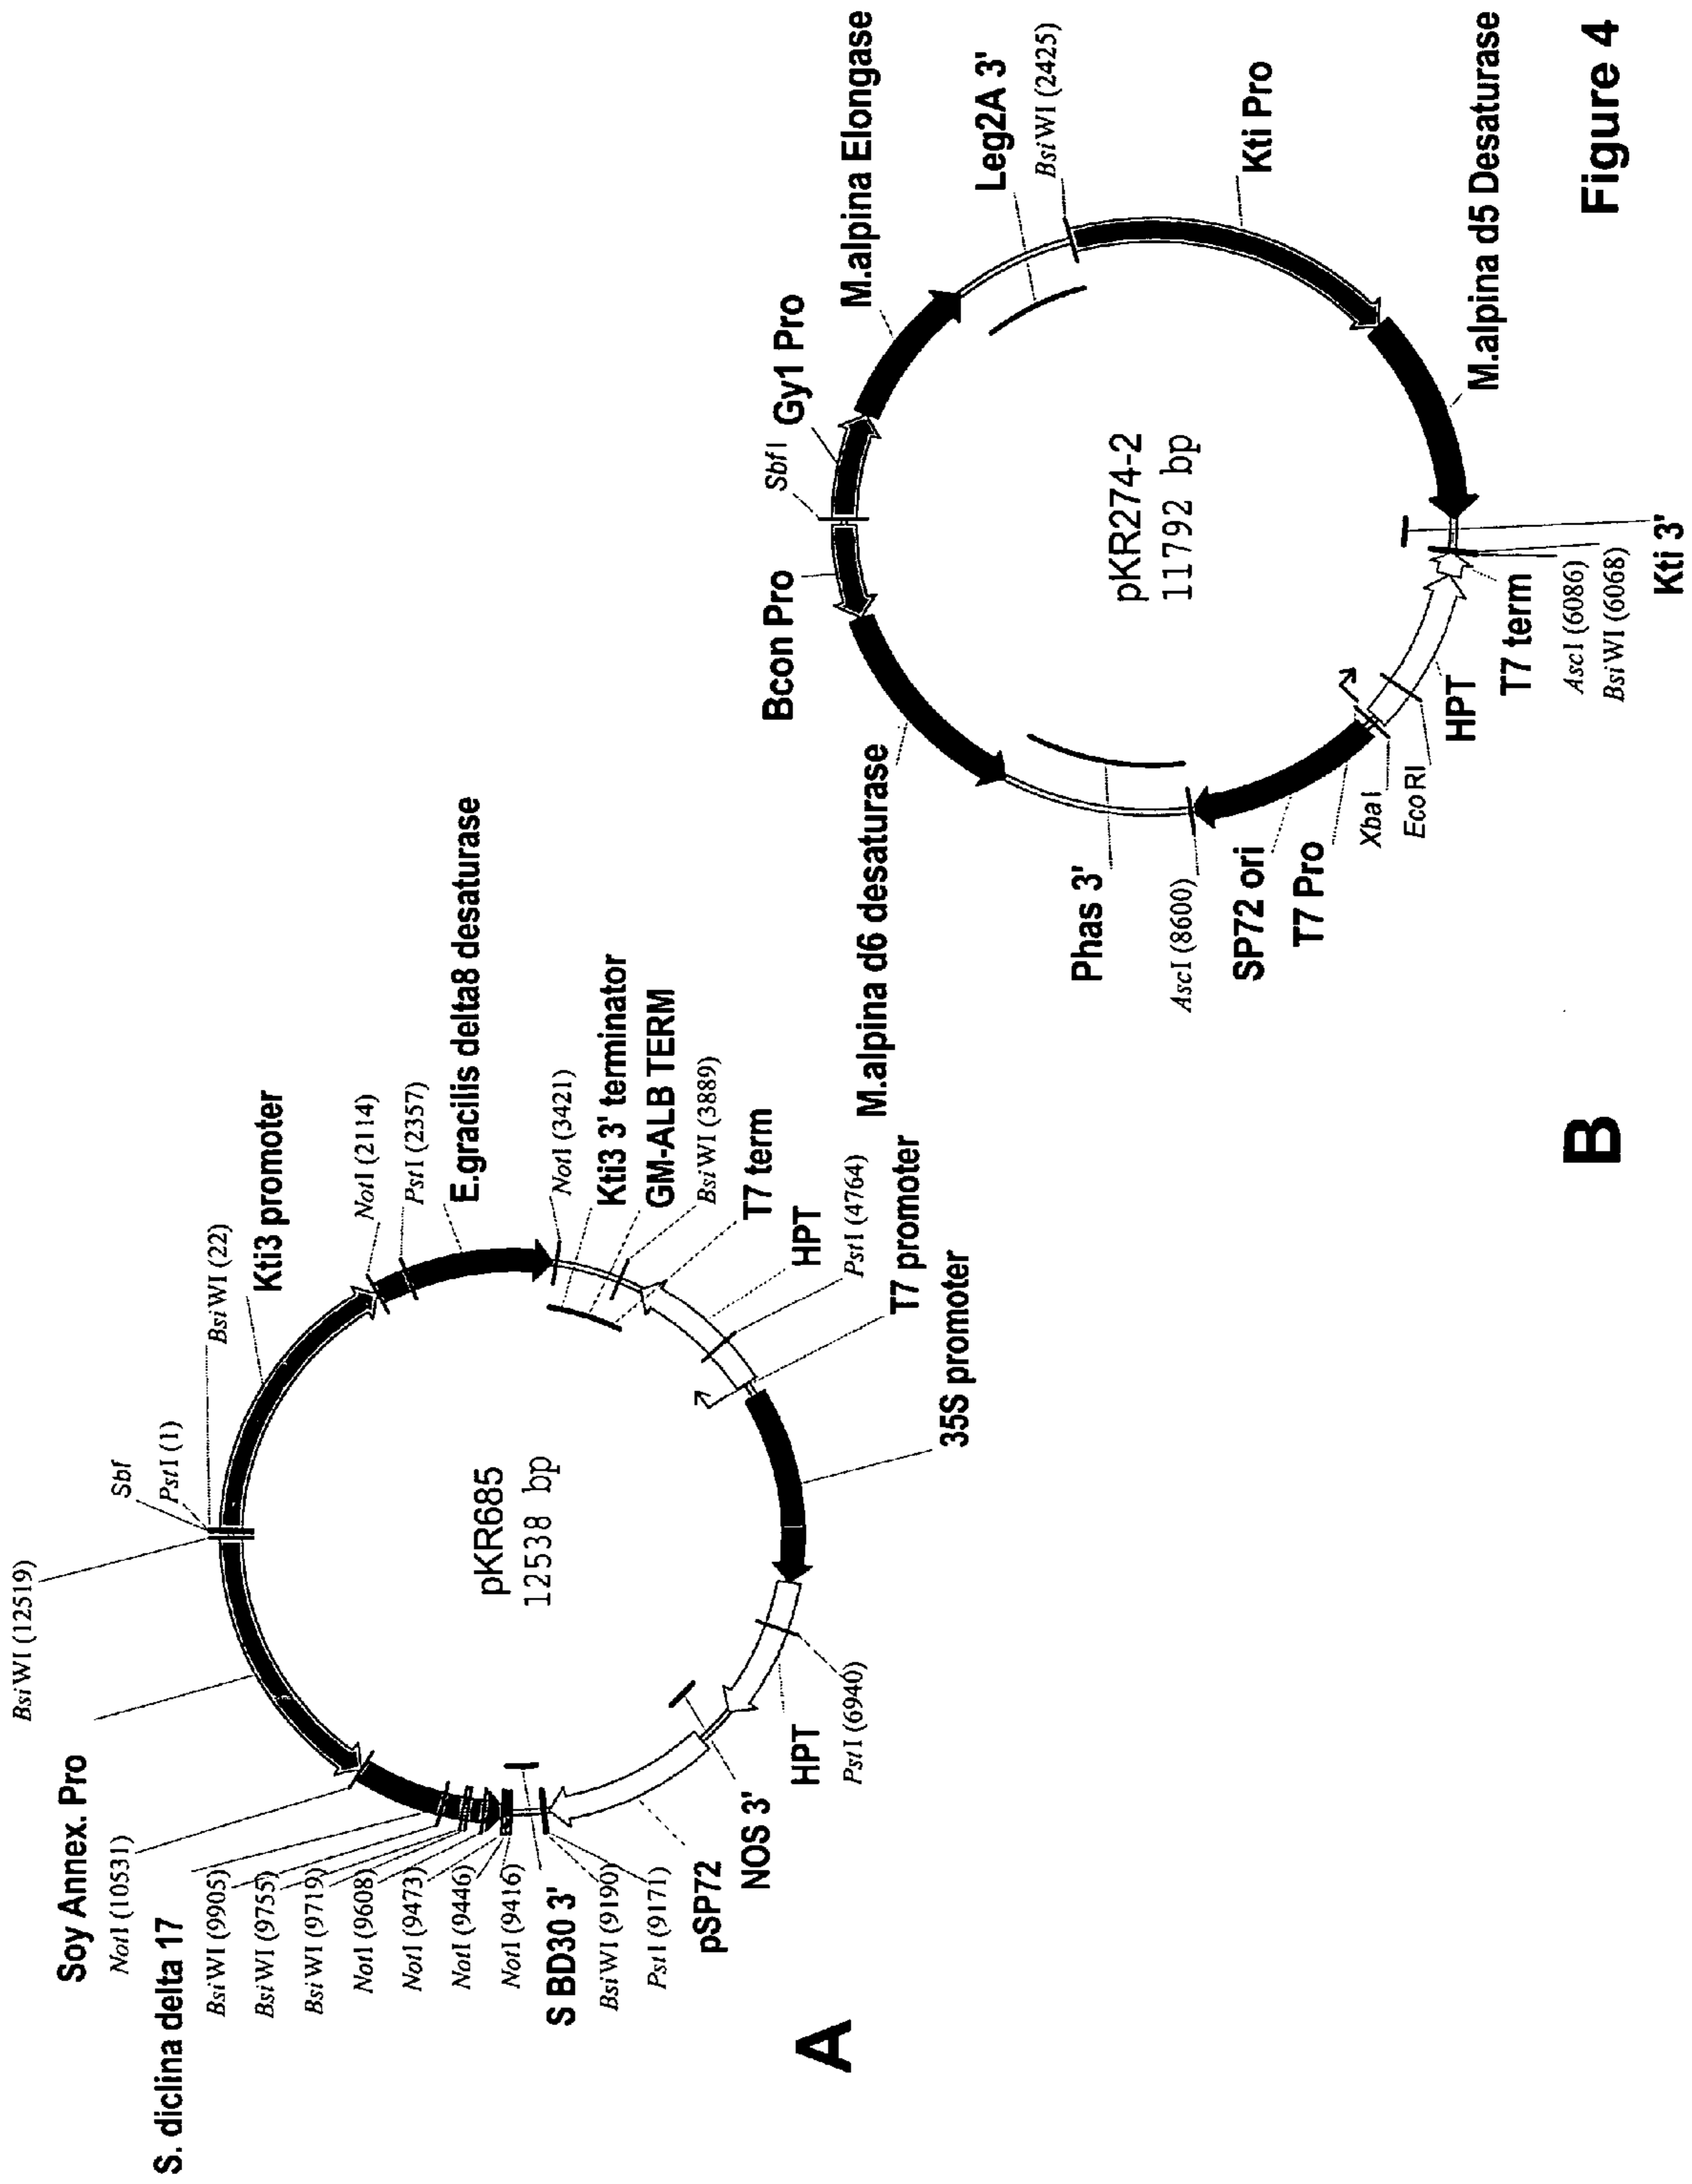 BsiWI (12519)
Sbf
PstI (1)
BsiWI (22)
Kti3 promoter
NotI (2114)
PstI (2357)
E.gracilis delta8 desaturase
NotI (3421)
Kti3 3' terminator
GM-ALB TERM
BsiWI (3889)
T7 term
HPT
PstI (4764)
T7 promoter
35S promoter
pKR685
12538 bp
Soy Annex. Pro
NotI (10531)
S. diclina delta 17
BsiWI (9905)
BsiWI (9755)
BsiWI (9719)
NotI (9608)
NotI (9473)
NotI (9446)
NotI (9416)
S BD30 3'
BsiWI (9190)
PstI (9171)
pSP72
NOS 3'
HPT
PstI (6940)
A
Bcon Pro
SbfI
Gy1 Pro
M.alpina Elongase
Leg2A 3'
BsiWI (2425)
Kti Pro
M.alpina d5 Desaturase
pKR274-2
11792 bp
M.alpina d6 desaturase
Phas 3'
AscI (8600)
SP72 ori
T7 Pro
XbaI
EcoRI
HPT
T7 term
AscI (6086)
BsiWI (6068)
Kti 3'
B
Figure 4